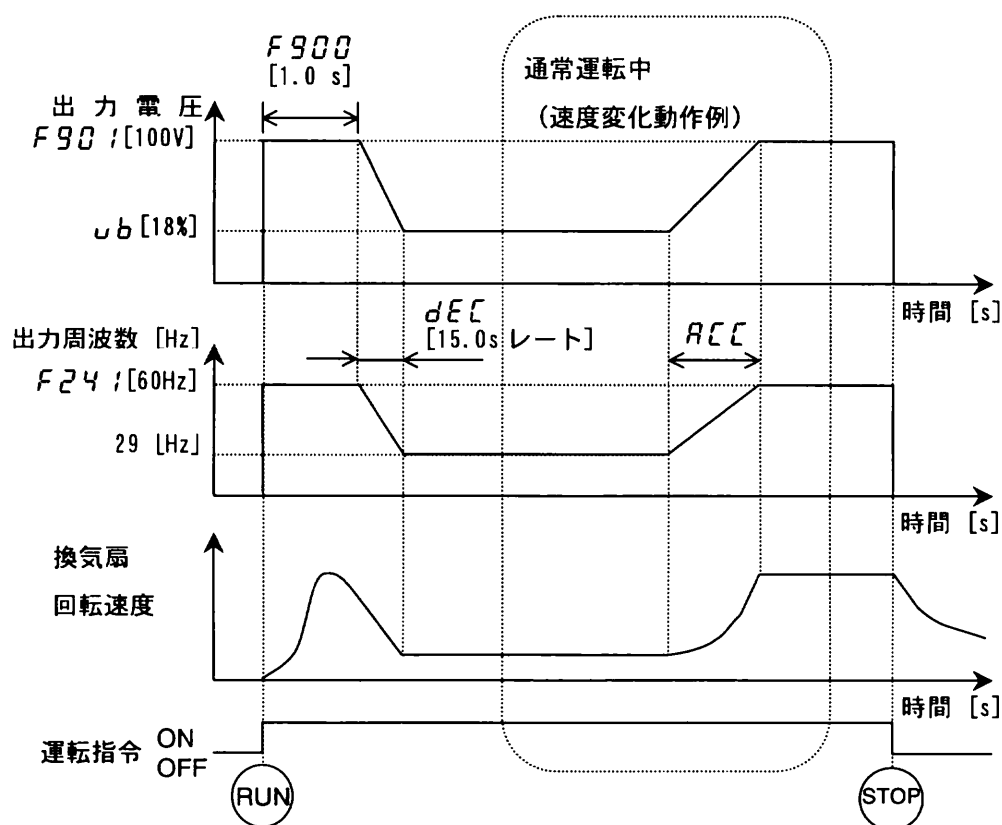 F900
[1.0 s]
通常運転中
(速度変化動作例)
出力電圧
F901[100V]
ub[18%]
時間 [s]
dEC
[15.0sレート]
ACC
出力周波数 [Hz]
F241[60Hz]
29 [Hz]
時間 [s]
換気扇
回転速度
時間 [s]
運転指令 ON
OFF
RUN
STOP